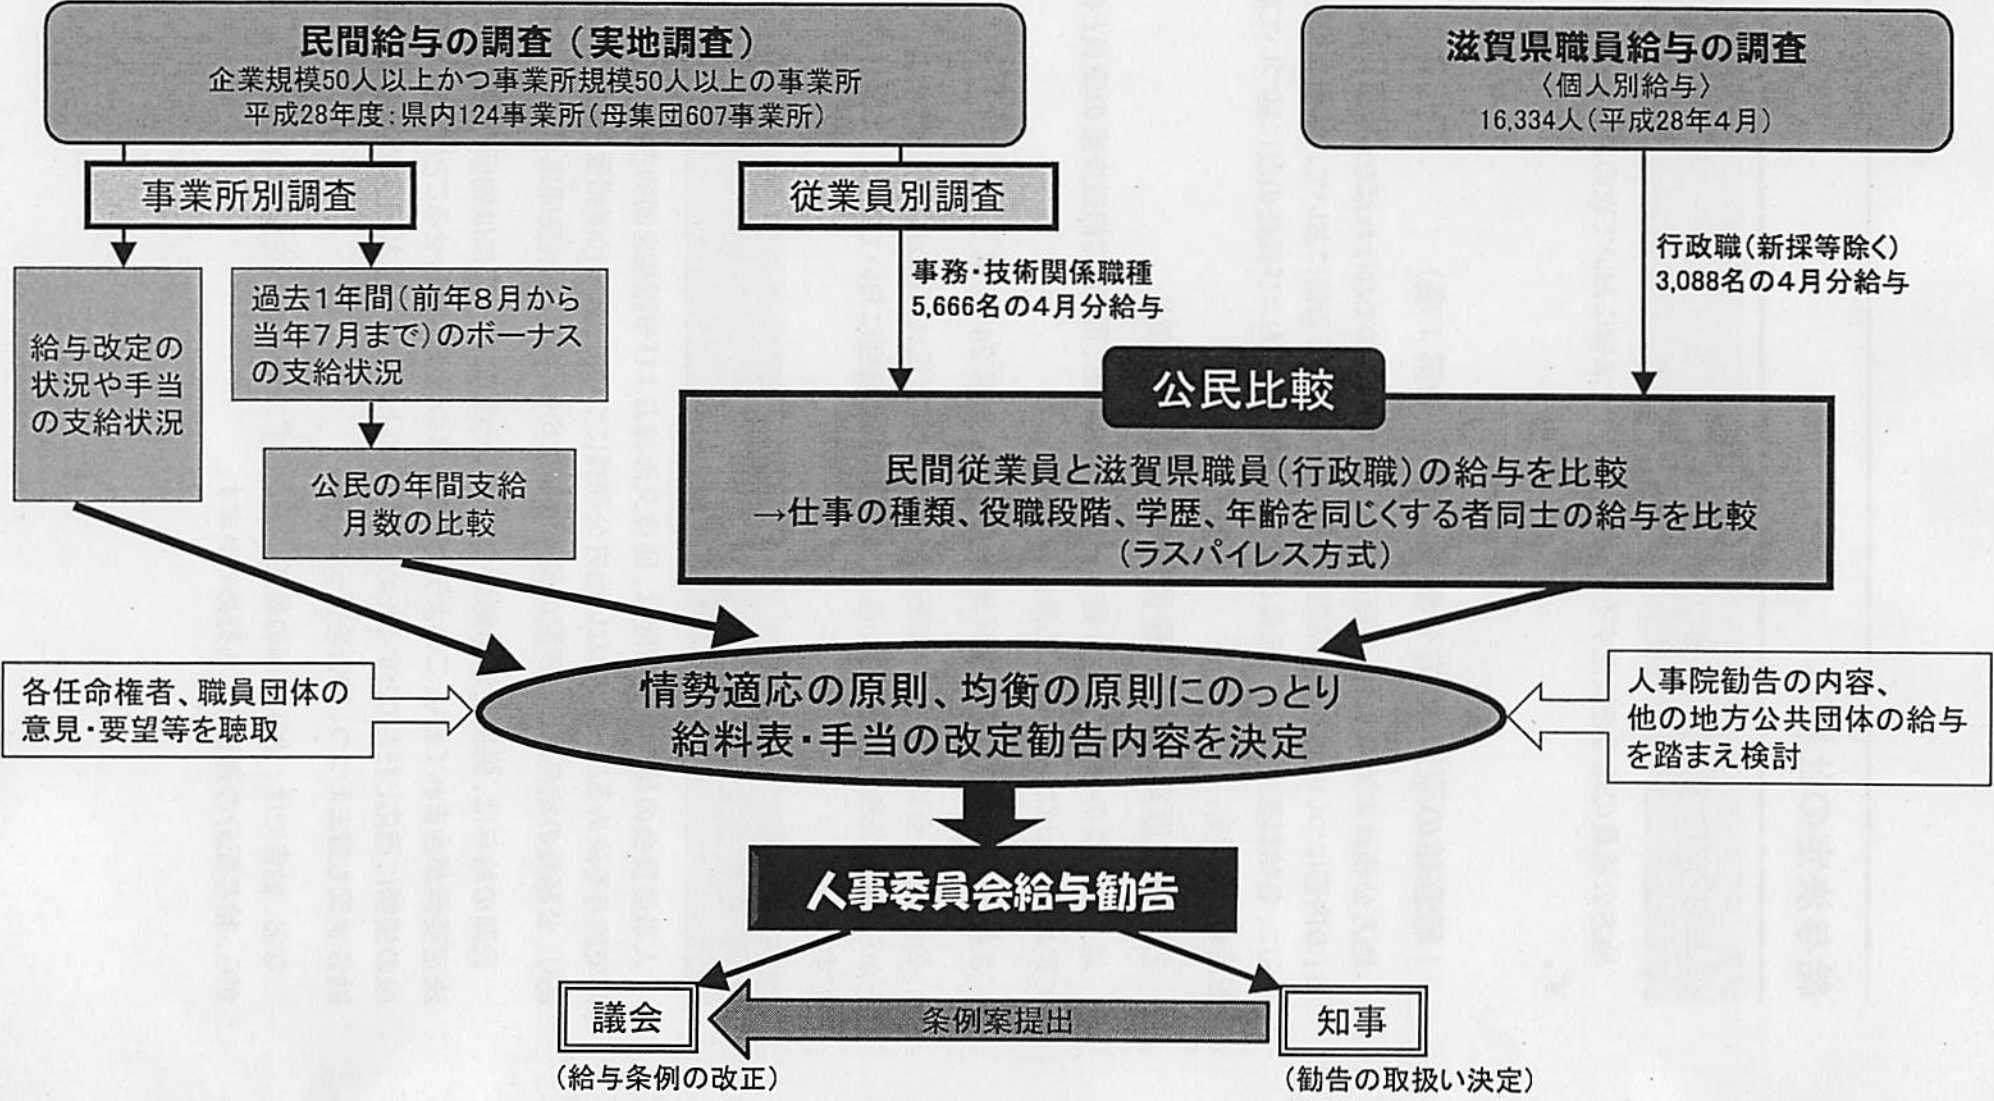 民間給与の調査（実地調査）
企業規模50人以上かつ事業所規模50人以上の事業所
平成28年度：県内124事業所（母集団607事業所）
滋賀県職員給与の調査
〈個人別給与〉
16,334人（平成28年４月）
事業所別調査
従業員別調査
給与改定の
状況や手当
の支給状況
過去１年間（前年８月から
当年７月まで）のボーナス
の支給状況
公民の年間支給
月数の比較
事務・技術関係職種
5,666名の４月分給与
行政職（新採等除く）
3,088名の４月分給与
公民比較
民間従業員と滋賀県職員（行政職）の給与を比較
→仕事の種類、役職段階、学歴、年齢を同じくする者同士の給与を比較
（ラスパイレス方式）
各任命権者、職員団体の
意見・要望等を聴取
情勢適応の原則、均衡の原則にのっとり
給料表・手当の改定勧告内容を決定
人事院勧告の内容、
他の地方公共団体の給与
を踏まえ検討
人事委員会給与勧告
議会
条例案提出
知事
（給与条例の改正）
（勧告の取扱い決定）